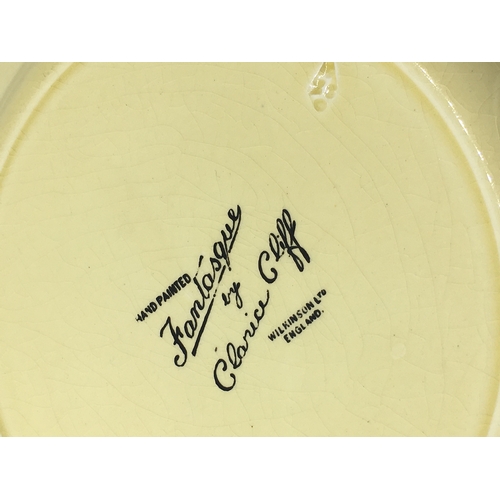 HAND PAINTED
Fantasque
by
Clarice Cliff
WILKINSON LTD
ENGLAND.